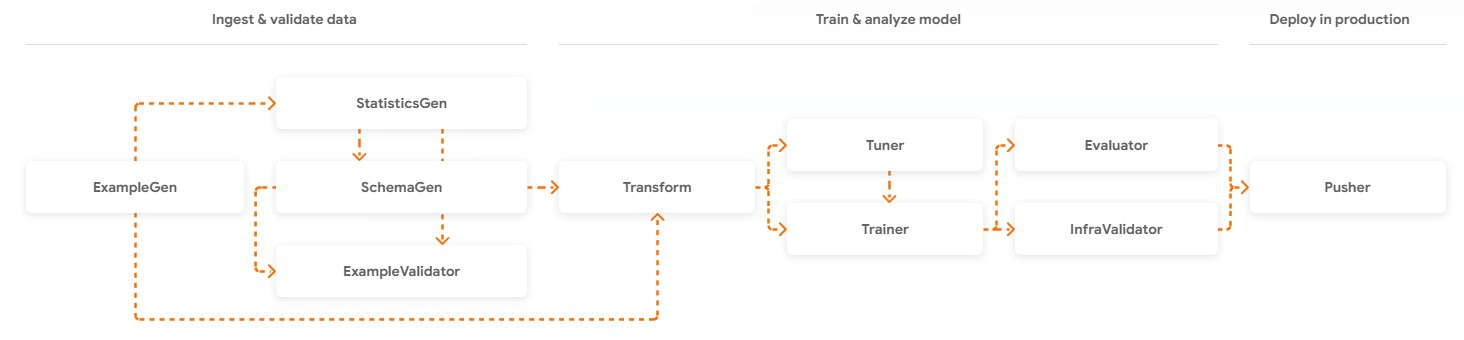 Ingest & validate data
Train & analyze model
Deploy in production
StatisticsGen
Tuner
Evaluator
ExampleGen
SchemaGen
Transform
Pusher
Trainer
InfraValidator
ExampleValidator